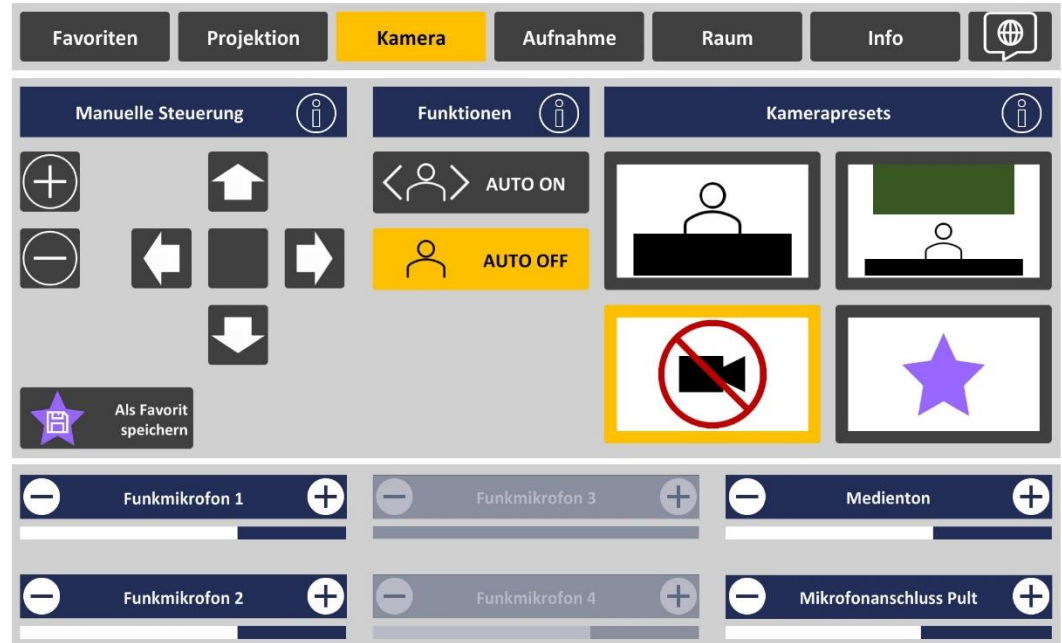 Favoriten
Projektion
Kamera
Aufnahme
Raum
Info
Manuelle Steuerung
Funktionen
Kamerapresets
AUTO ON
AUTO OFF
Als Favorit
speichern
Funkmikrofon 1
Funkmikrofon 3
Medienton
Funkmikrofon 2
Funkmikrofon 4
Mikrofonanschluss Pult